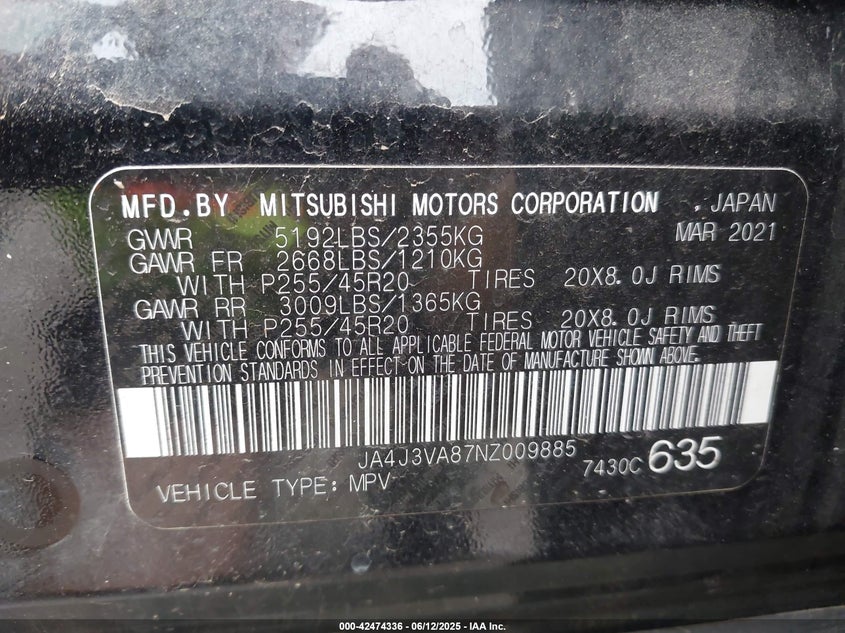 MFD.BY MITSUBISHI MOTORS CORPORATION . JAPAN
GVWR 5192LBS/2355KG MAR 2021
GAWR FR 2668LBS/1210KG
WITH P255/45R20 TIRES 20X8.0J RIMS
GAWR RR 3009LBS/1365KG
WITH P255/45R20 TIRES 20X8.0J RIMS
THIS VEHICLE CONFORMS TO ALL APPLICABLE FEDERAL MOTOR VEHICLE SAFETY AND THEFT
PREVENTION STANDARDS IN EFFECT ON THE DATE OF MANUFACTURE SHOWN ABOVE.
JA4J3VA87NZ009885
7430C 635
VEHICLE TYPE: MPV
000-42474336 - 06/12/2025 - IAA Inc.